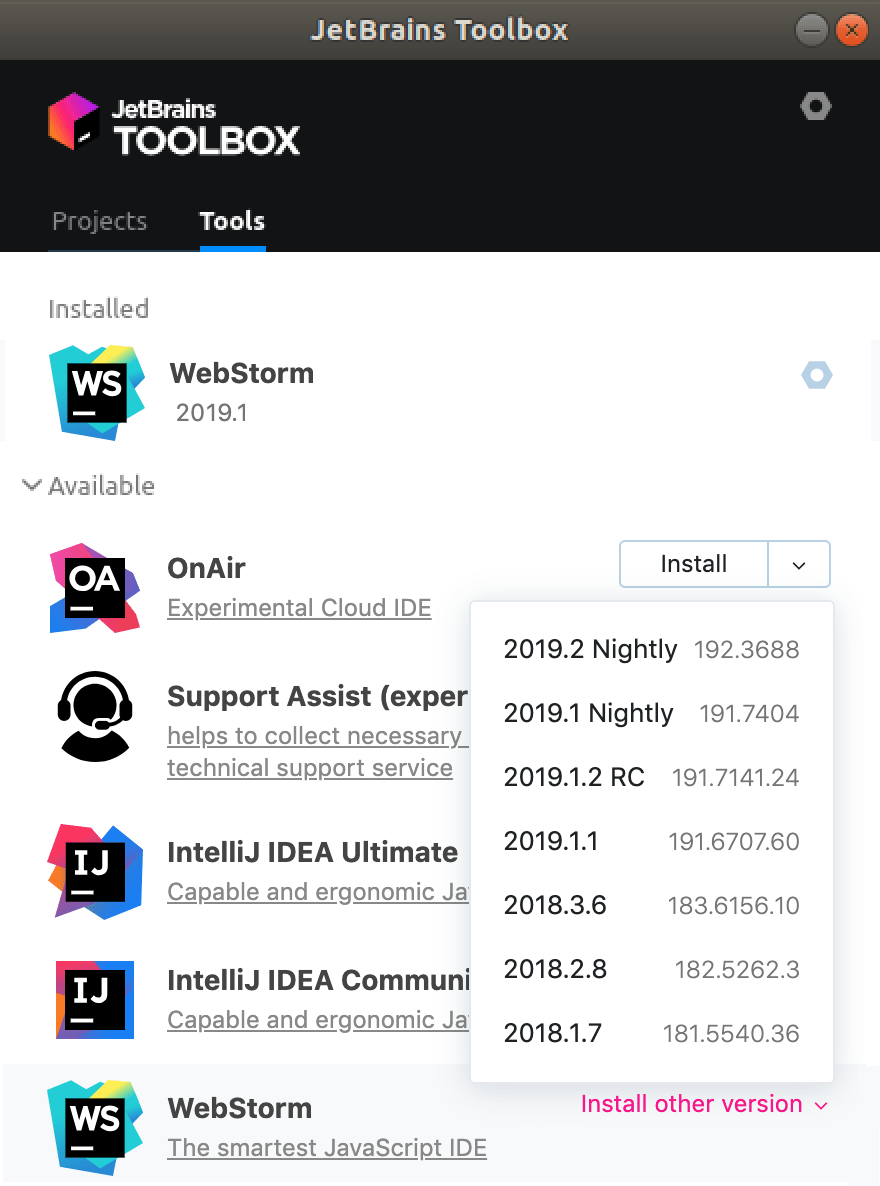 JetBrains Toolbox
JetBrains
TOOLBOX
Projects Tools
Installed
WS
WebStorm
2019.1
Available
OA
OnAir
Experimental Cloud IDE
Install
2019.2 Nightly 192.3688
2019.1 Nightly 191.7404
2019.1.2 RC 191.7141.24
2019.1.1 191.6707.60
2018.3.6 183.6156.10
2018.2.8 182.5262.3
2018.1.7 181.5540.36
Support Assist (exper
helps to collect necessary
technical support service
IJ
IntelliJ IDEA Ultimate
Capable and ergonomic Ja
IJ
IntelliJ IDEA Communi
Capable and ergonomic Ja
WS
WebStorm
The smartest JavaScript IDE
Install other version